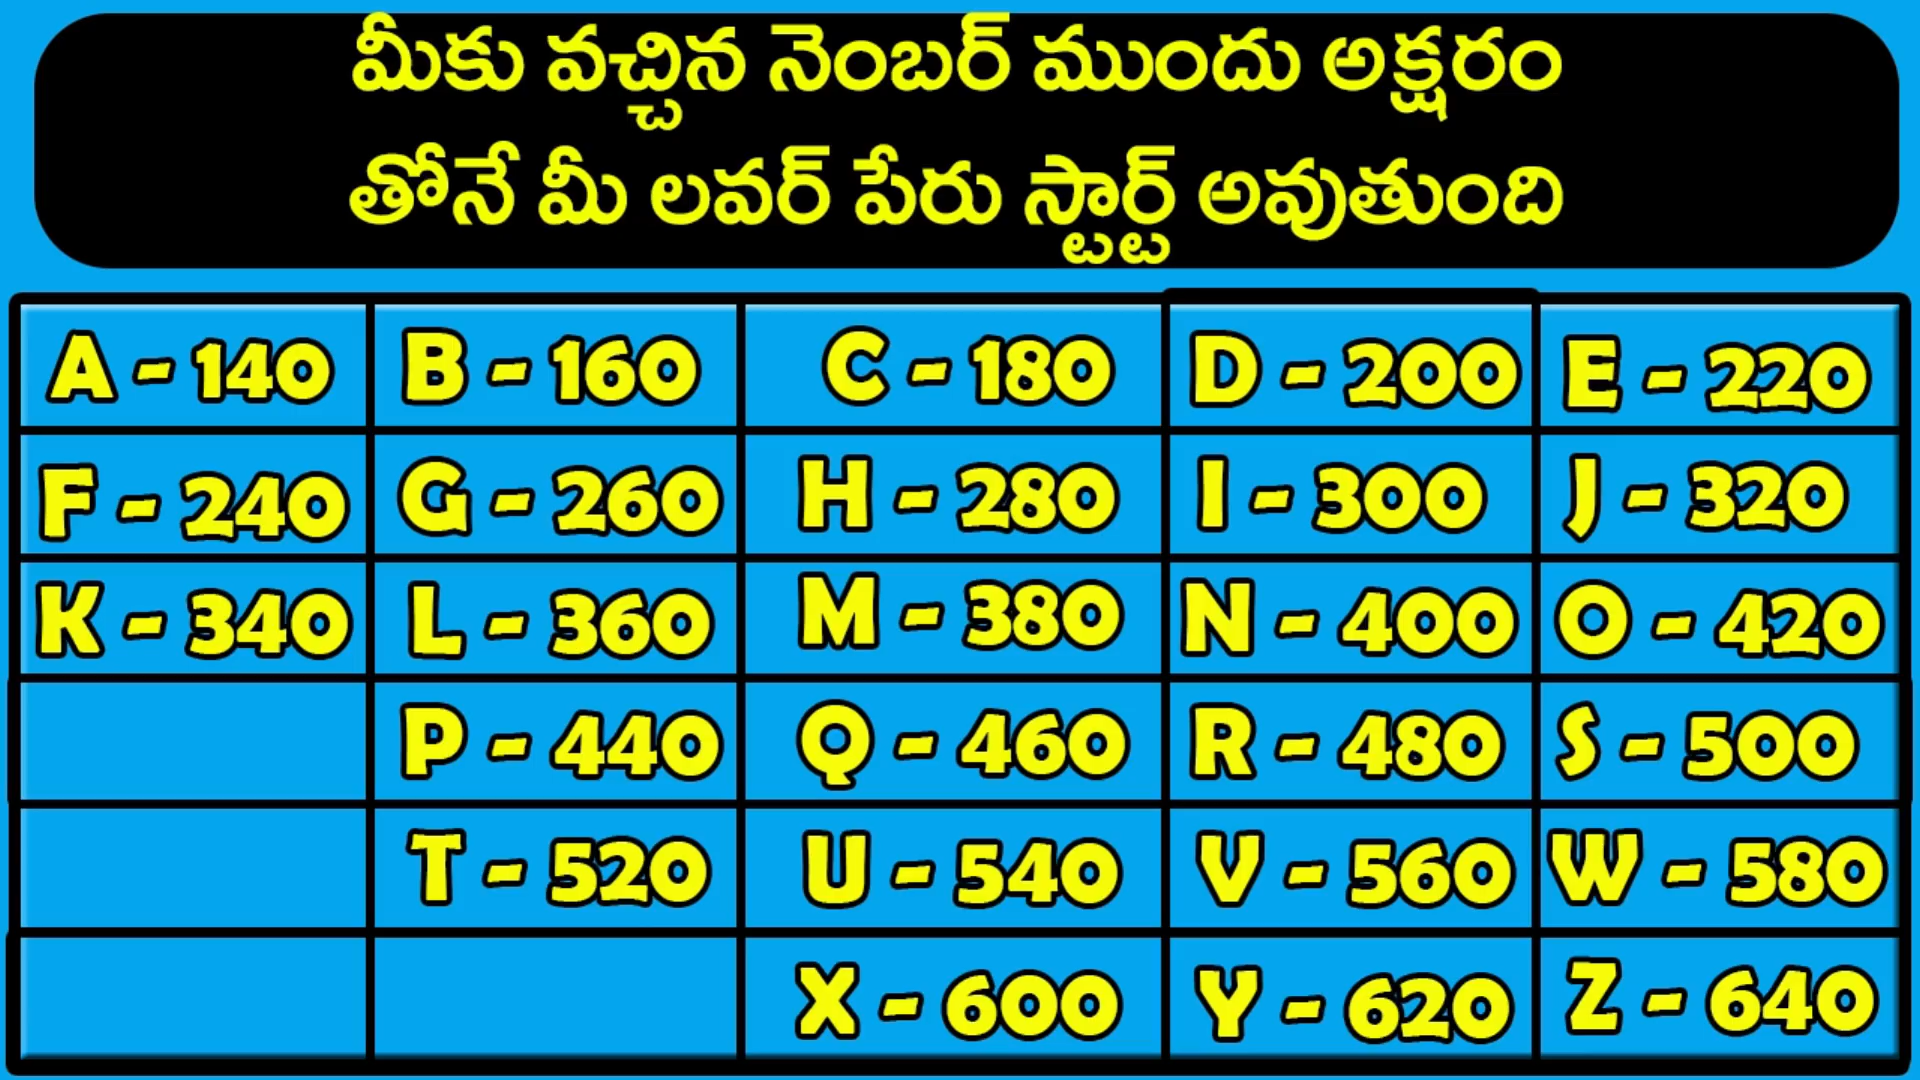 మీకు వచ్చిన నెంబర్ ముందు అక్షరం
తోనే మీ లవర్ పేరు స్టార్ట్ అవుతుంది
A - 140 B - 160 C - 180 D - 200 E - 220
F - 240 G - 260 H - 280 I - 300 J - 320
K - 340 L - 360 M - 380 N - 400 O - 420
P - 440 Q - 460 R - 480 S - 500
T - 520 U - 540 V - 560 W - 580
X - 600 Y - 620 Z - 640